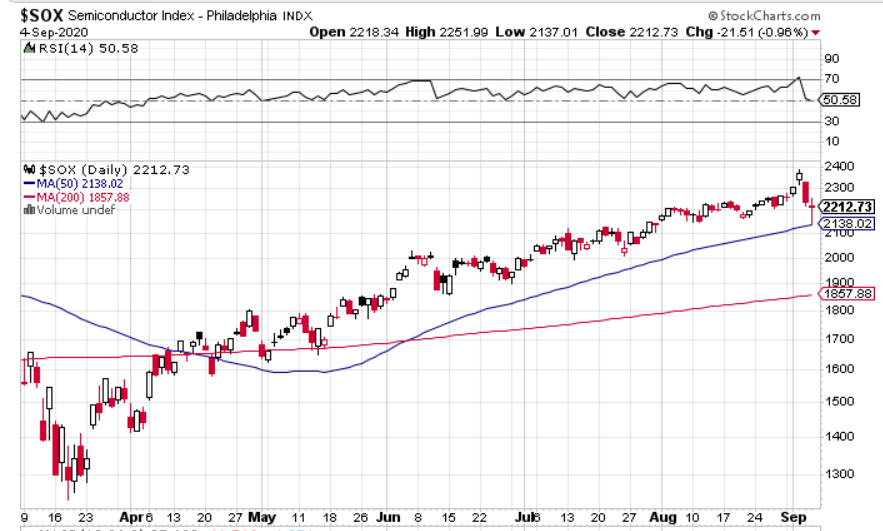 $SOX Semiconductor Index - Philadelphia INDX
© StockCharts.com
4-Sep-2020
Open 2218.34 High 2251.99 Low 2137.01 Close 2212.73 Chg -21.51 (-0.96%)
RSI(14) 50.58
90
70
50.58
30
10
$SOX (Daily) 2212.73
MA(50) 2138.02
MA(200) 1857.88
Volume undef
2400
2300
2212.73
2138.02
2100
2000
1900
1857.88
1800
1700
1600
1500
1400
1300
9 16 23 Apr 6 13 20 27 May 11 18 26 Jun 8 15 22 Jul 6 13 20 27 Aug 10 17 24 Sep